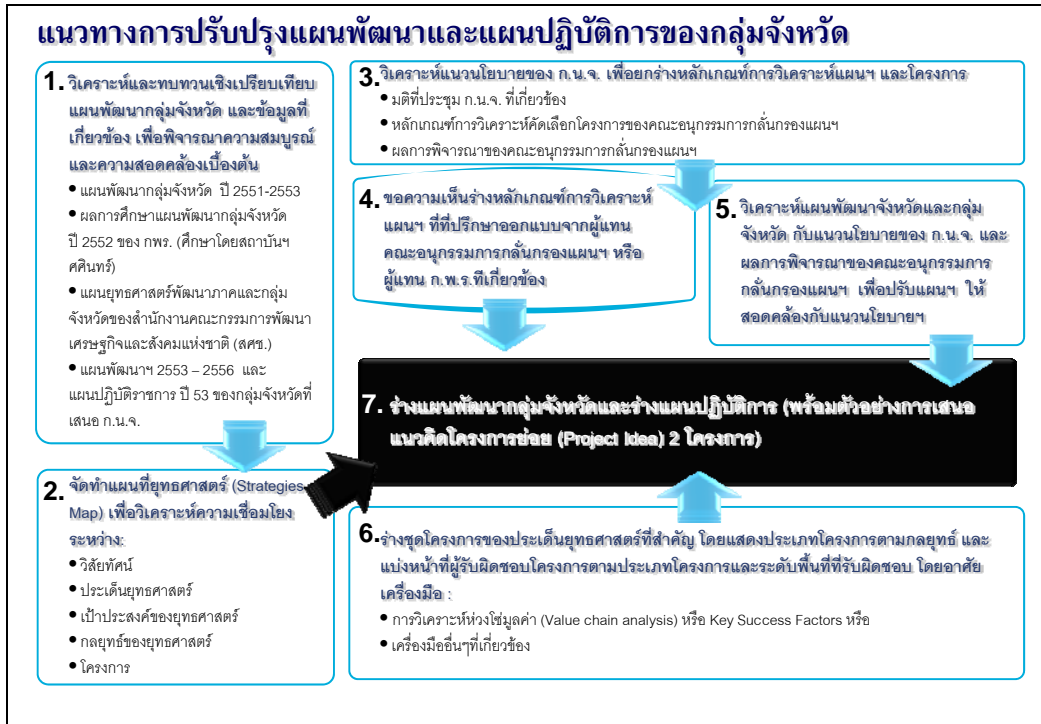 แนวทางการปรับปรุงแผนพัฒนาและแผนปฏิบัติการของกลุ่มจังหวัด
1. วิเคราะห์และทบทวนเชิงเปรียบเทียบ
แผนพัฒนากลุ่มจังหวัด และข้อมูลที่
เกี่ยวข้อง เพื่อพิจารณาความสมบูรณ์
และความสอดคล้องเบื้องต้น
• แผนพัฒนากลุ่มจังหวัด ปี 2551-2553
• ผลการศึกษาแผนพัฒนากลุ่มจังหวัด
ปี 2552 ของ กพร. (ศึกษาโดยสถาบันฯ
ศศินทร์)
• แผนยุทธศาสตร์พัฒนาภาคและกลุ่ม
จังหวัดของสำนักงานคณะกรรมการพัฒนา
เศรษฐกิจและสังคมแห่งชาติ (สศช.)
• แผนพัฒนาฯ 2553 – 2556 และ
แผนปฏิบัติราชการ ปี 53 ของกลุ่มจังหวัดที่
เสนอ ก.น.จ.
2. จัดทำแผนที่ยุทธศาสตร์ (Strategies
Map) เพื่อวิเคราะห์ความเชื่อมโยง
ระหว่าง:
• วิสัยทัศน์
• ประเด็นยุทธศาสตร์
• เป้าประสงค์ของยุทธศาสตร์
• กลยุทธ์ของยุทธศาสตร์
• โครงการ
3. วิเคราะห์แนวนโยบายของ ก.น.จ. เพื่อยกร่างหลักเกณฑ์การวิเคราะห์แผนฯ และโครงการ
• มติที่ประชุม ก.น.จ. ที่เกี่ยวข้อง
• หลักเกณฑ์การวิเคราะห์คัดเลือกโครงการของคณะอนุกรรมการกลั่นกรองแผนฯ
• ผลการพิจารณาของคณะอนุกรรมการกลั่นกรองแผนฯ
4. ขอความเห็นร่างหลักเกณฑ์การวิเคราะห์
แผนฯ ที่ที่ปรึกษาออกแบบจากผู้แทน
คณะอนุกรรมการกลั่นกรองแผนฯ หรือ
ผู้แทน ก.พ.ร.ที่เกี่ยวข้อง
5. วิเคราะห์แผนพัฒนาจังหวัดและกลุ่ม
จังหวัด กับแนวนโยบายของ ก.น.จ. และ
ผลการพิจารณาของคณะอนุกรรมการ
กลั่นกรองแผนฯ เพื่อปรับแผนฯ ให้
สอดคล้องกับแนวนโยบายฯ
7. ร่างแผนพัฒนากลุ่มจังหวัดและร่างแผนปฏิบัติการ (พร้อมตัวอย่างการเสนอ
แนวคิดโครงการย่อย (Project Idea) 2 โครงการ)
6. ร่างชุดโครงการของประเด็นยุทธศาสตร์ที่สำคัญ โดยแสดงประเภทโครงการตามกลยุทธ์ และ
แบ่งหน้าที่ผู้รับผิดชอบโครงการตามประเภทโครงการและระดับพื้นที่ที่รับผิดชอบ โดยอาศัย
เครื่องมือ :
• การวิเคราะห์ห่วงโซ่มูลค่า (Value chain analysis) หรือ Key Success Factors หรือ
• เครื่องมืออื่นๆที่เกี่ยวข้อง